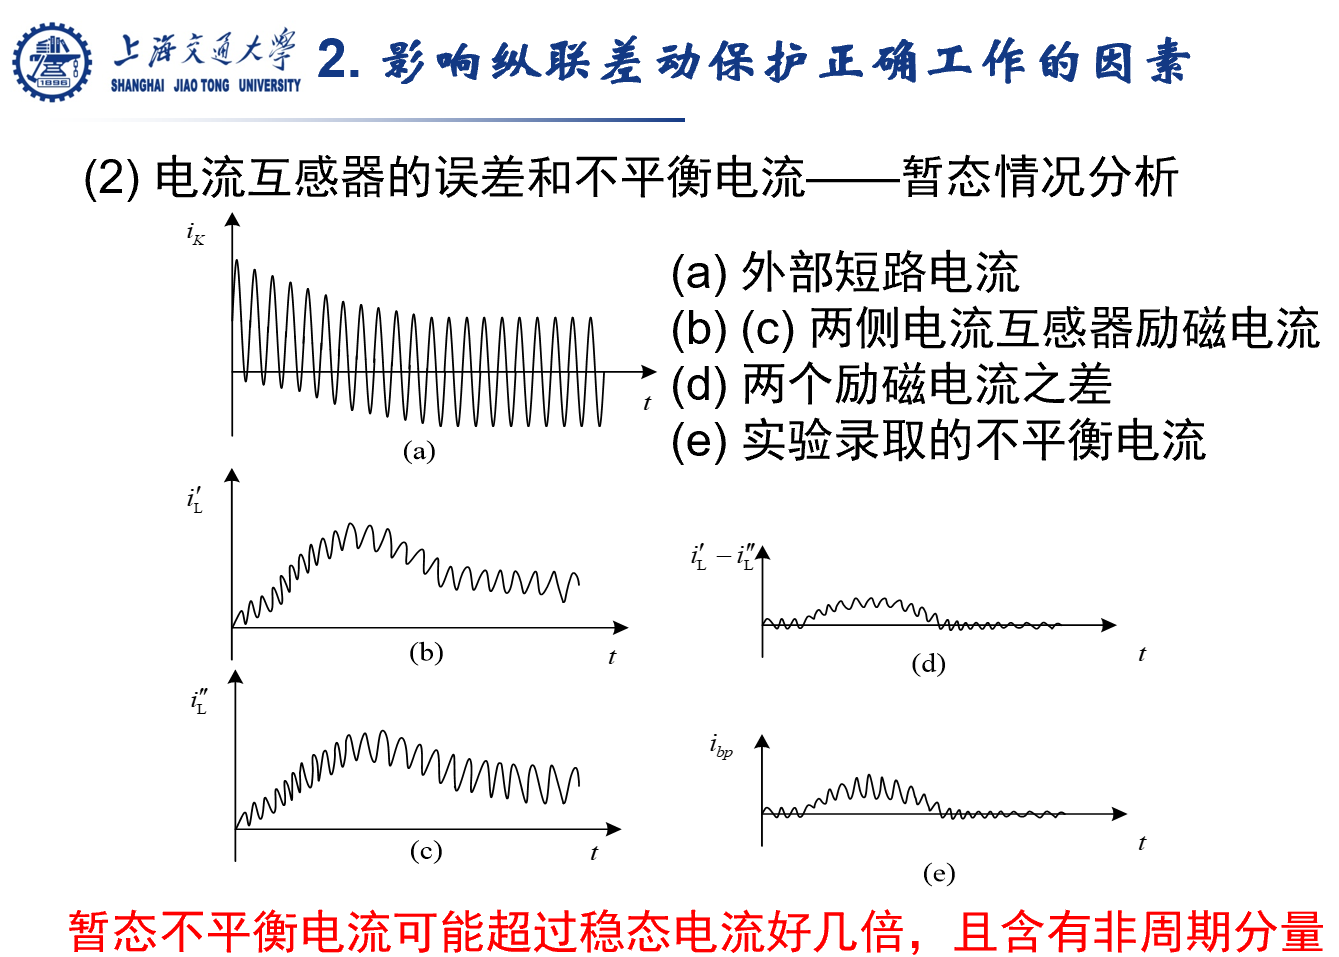 上海交通大学
SHANGHAI JIAO TONG UNIVERSITY
1896
2. 影响纵联差动保护正确工作的因素
(2) 电流互感器的误差和不平衡电流——暂态情况分析
i_K
t
(a)
(a) 外部短路电流
(b) (c) 两侧电流互感器励磁电流
(d) 两个励磁电流之差
(e) 实验录取的不平衡电流
i′_L
t
(b)
i′_L − i″_L
t
(d)
i″_L
t
(c)
i_bp
t
(e)
暂态不平衡电流可能超过稳态电流好几倍，且含有非周期分量